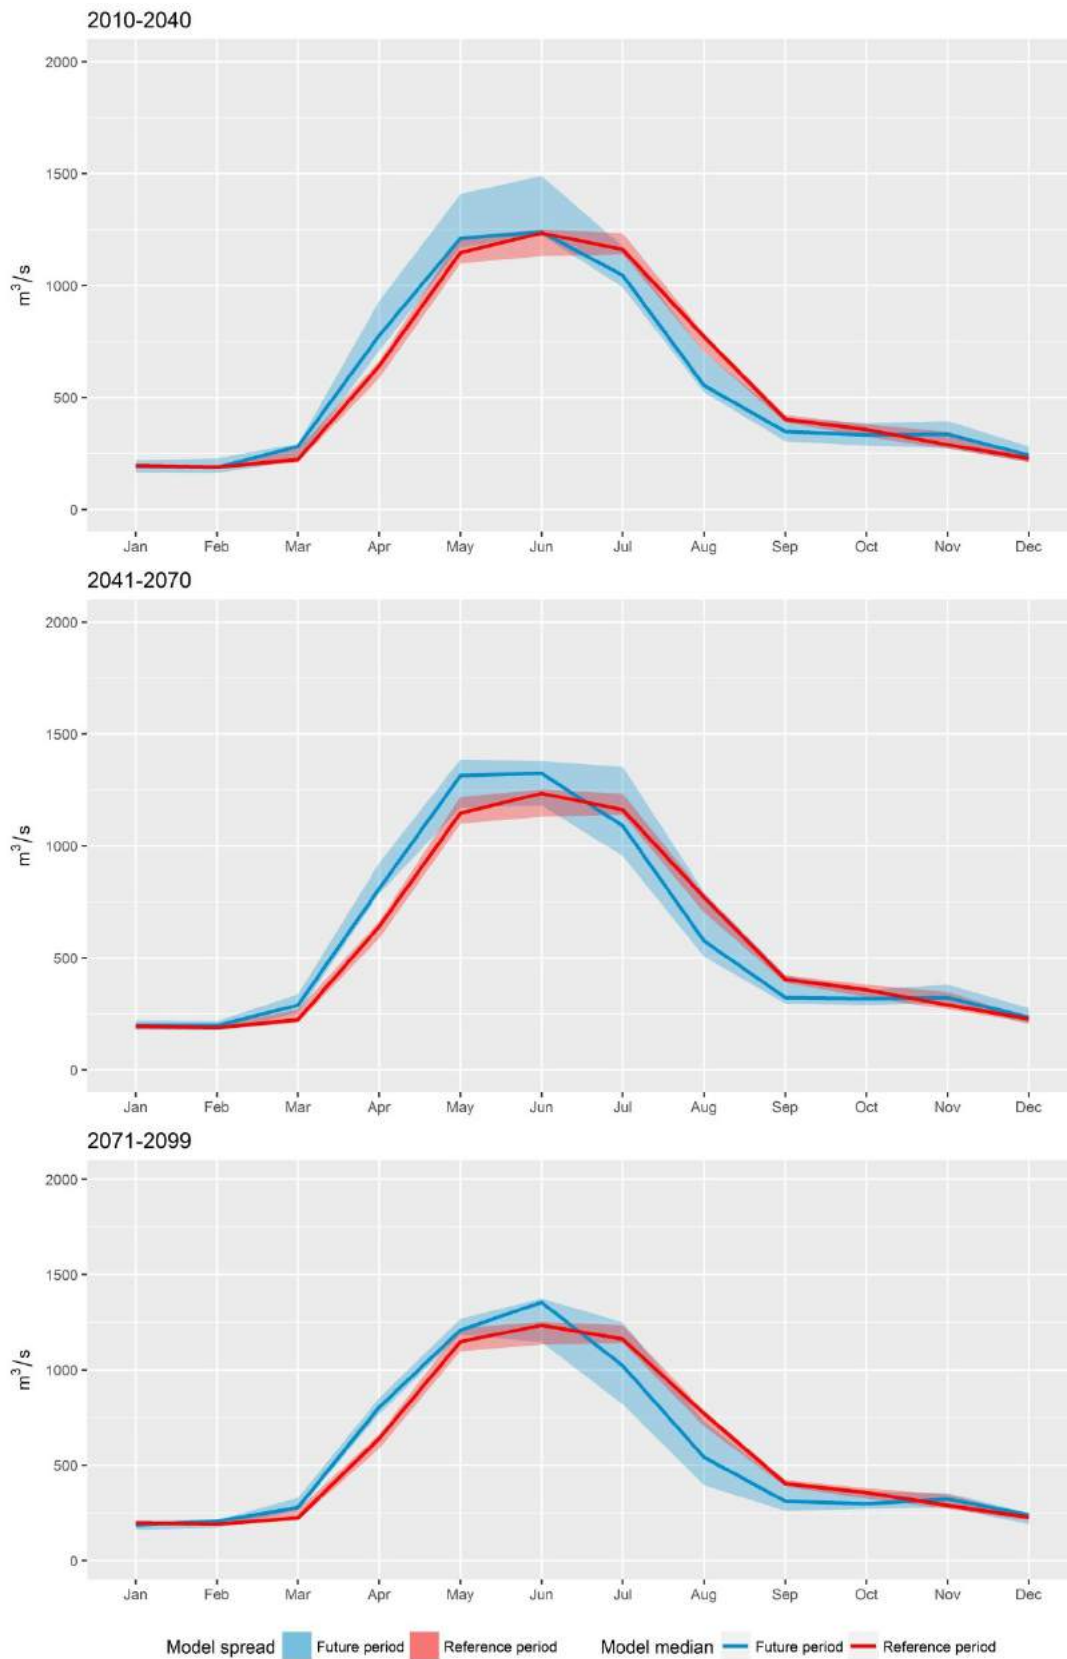 2010-2040
2000
1500
1000
500
0
m³/s
Jan Feb Mar Apr May Jun Jul Aug Sep Oct Nov Dec
2041-2070
2000
1500
1000
500
0
m³/s
Jan Feb Mar Apr May Jun Jul Aug Sep Oct Nov Dec
2071-2099
2000
1500
1000
500
0
m³/s
Jan Feb Mar Apr May Jun Jul Aug Sep Oct Nov Dec
Model spread Future period Reference period Model median Future period Reference period